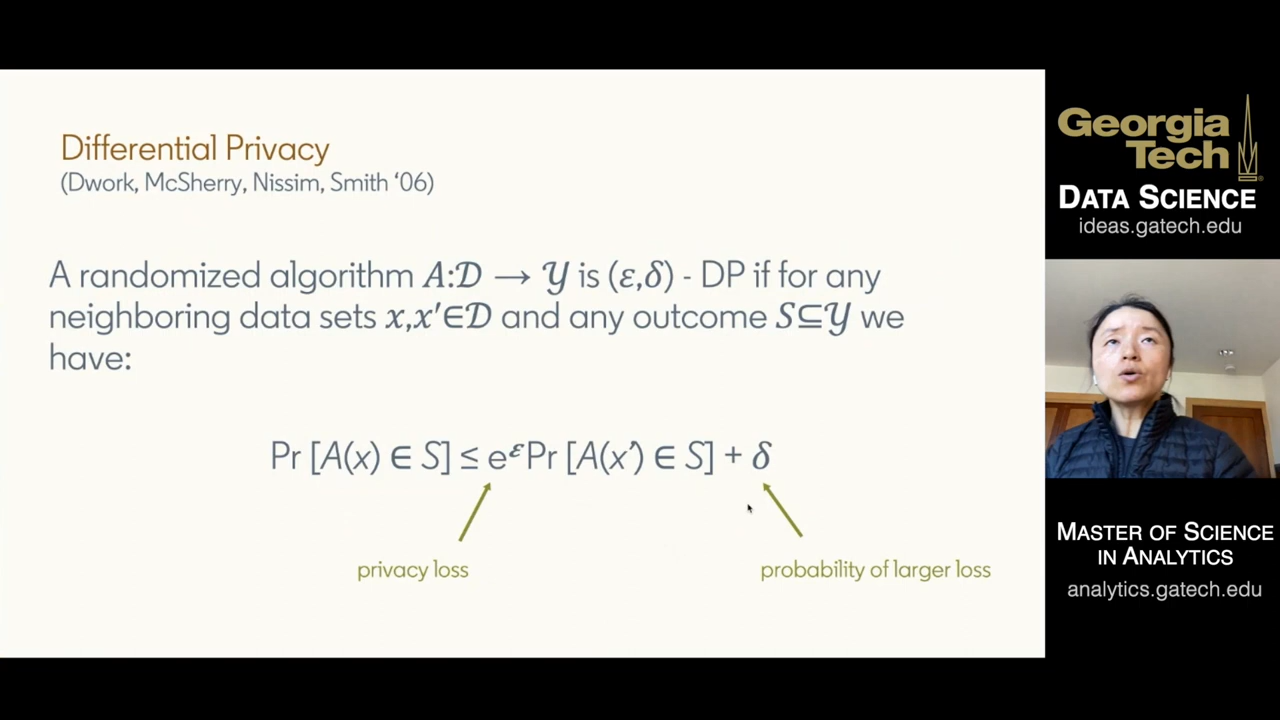 Differential Privacy
(Dwork, McSherry, Nissim, Smith ‘06)
A randomized algorithm A:𝒟 → 𝒴 is (ε,δ) - DP if for any
neighboring data sets x,x′∈𝒟 and any outcome S⊆𝒴 we
have:
Pr [A(x) ∈ S] ≤ e^ε Pr [A(x’) ∈ S] + δ
privacy loss
probability of larger loss
Georgia
Tech
DATA SCIENCE
ideas.gatech.edu
MASTER OF SCIENCE
IN ANALYTICS
analytics.gatech.edu